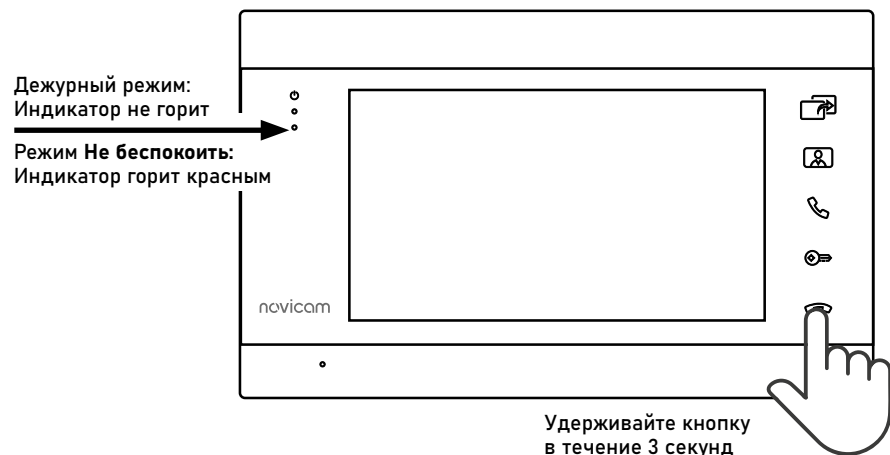 Дежурный режим:
Индикатор не горит
Режим Не беспокоить:
Индикатор горит красным
novicam
Удерживайте кнопку
в течение 3 секунд